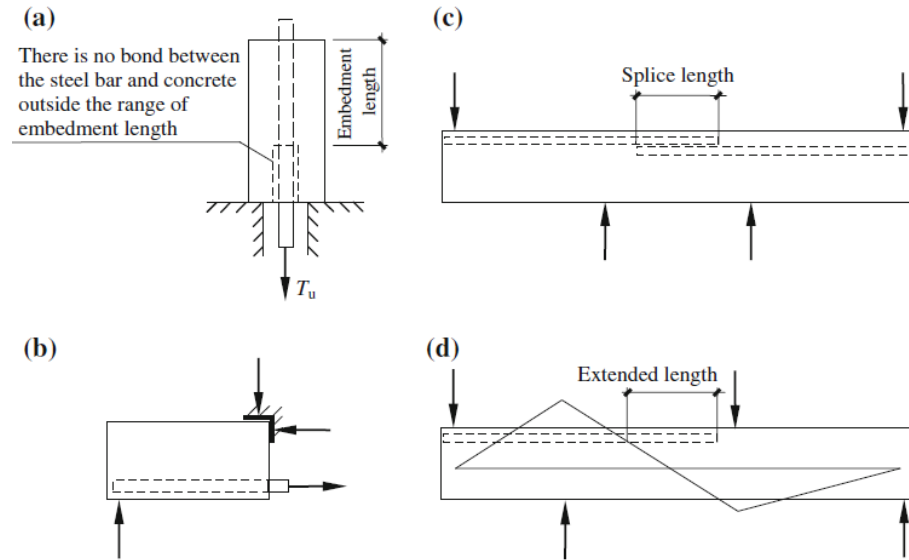 (a)
There is no bond between
the steel bar and concrete
outside the range of
embedment length
Embedment
length
Tu
(c)
Splice length
(b)
(d)
Extended length